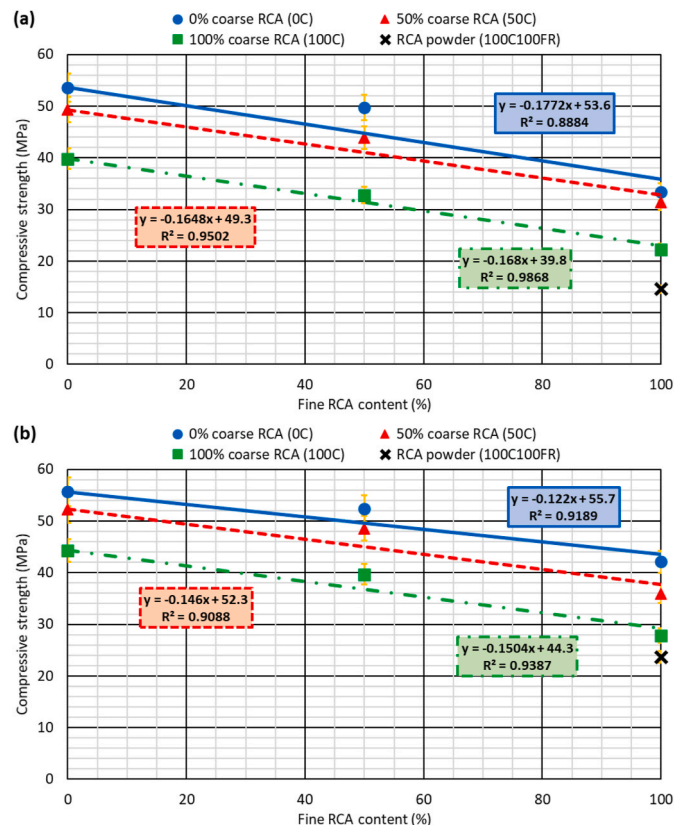 (a)
0% coarse RCA (0C)
50% coarse RCA (50C)
100% coarse RCA (100C)
RCA powder (100C100FR)
60
50
40
30
20
10
0
Compressive strength (MPa)
y = -0.1772x + 53.6
R² = 0.8884
y = -0.1648x + 49.3
R² = 0.9502
y = -0.168x + 39.8
R² = 0.9868
0 20 40 60 80 100
Fine RCA content (%)
(b)
0% coarse RCA (0C)
50% coarse RCA (50C)
100% coarse RCA (100C)
RCA powder (100C100FR)
60
50
40
30
20
10
0
Compressive strength (MPa)
y = -0.122x + 55.7
R² = 0.9189
y = -0.146x + 52.3
R² = 0.9088
y = -0.1504x + 44.3
R² = 0.9387
0 20 40 60 80 100
Fine RCA content (%)